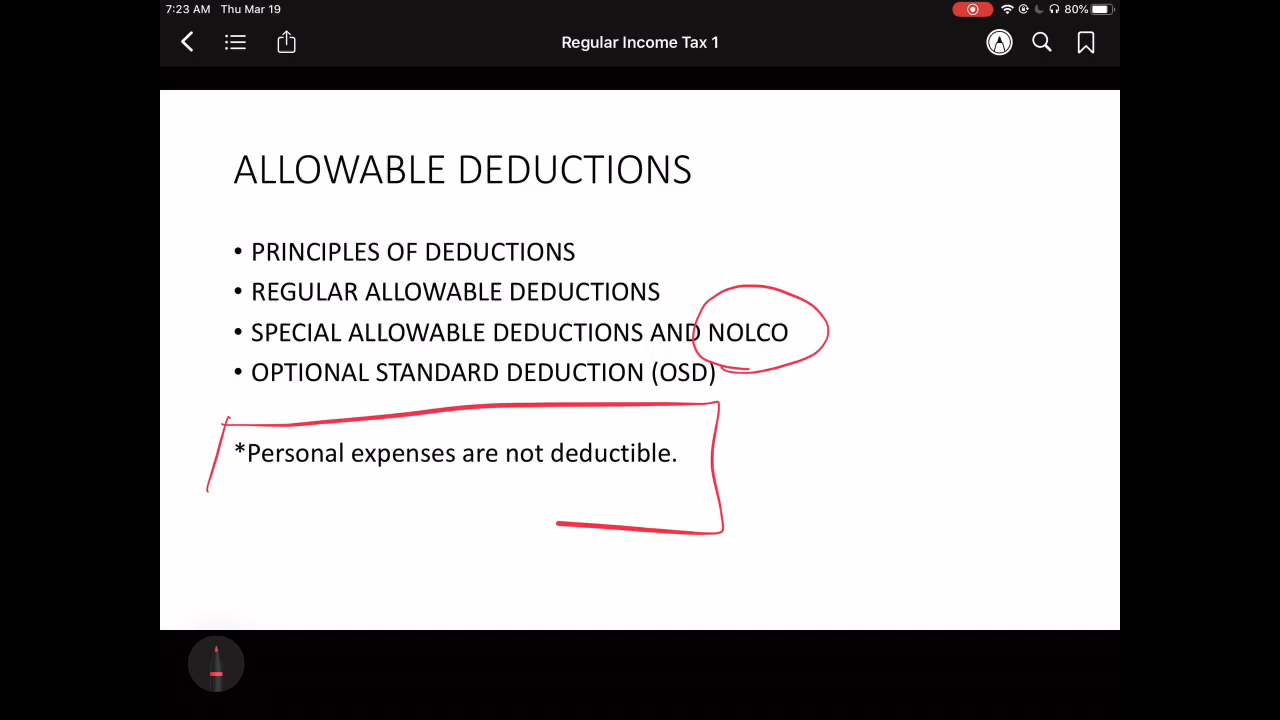 7:23 AM Thu Mar 19 80%
Regular Income Tax 1
ALLOWABLE DEDUCTIONS
• PRINCIPLES OF DEDUCTIONS
• REGULAR ALLOWABLE DEDUCTIONS
• SPECIAL ALLOWABLE DEDUCTIONS AND NOLCO
• OPTIONAL STANDARD DEDUCTION (OSD)
*Personal expenses are not deductible.